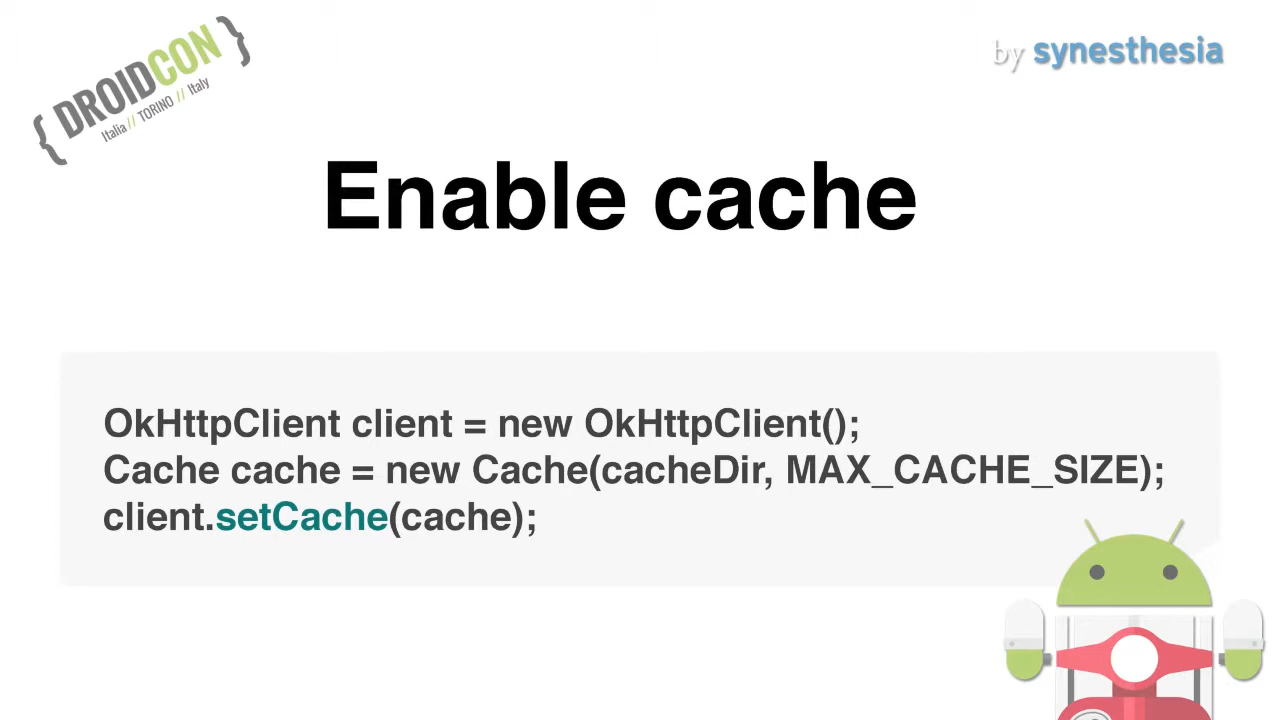 { DROIDCON }
Italia // TORINO // Italy
by synesthesia
Enable cache
OkHttpClient client = new OkHttpClient();
Cache cache = new Cache(cacheDir, MAX_CACHE_SIZE);
client.setCache(cache);